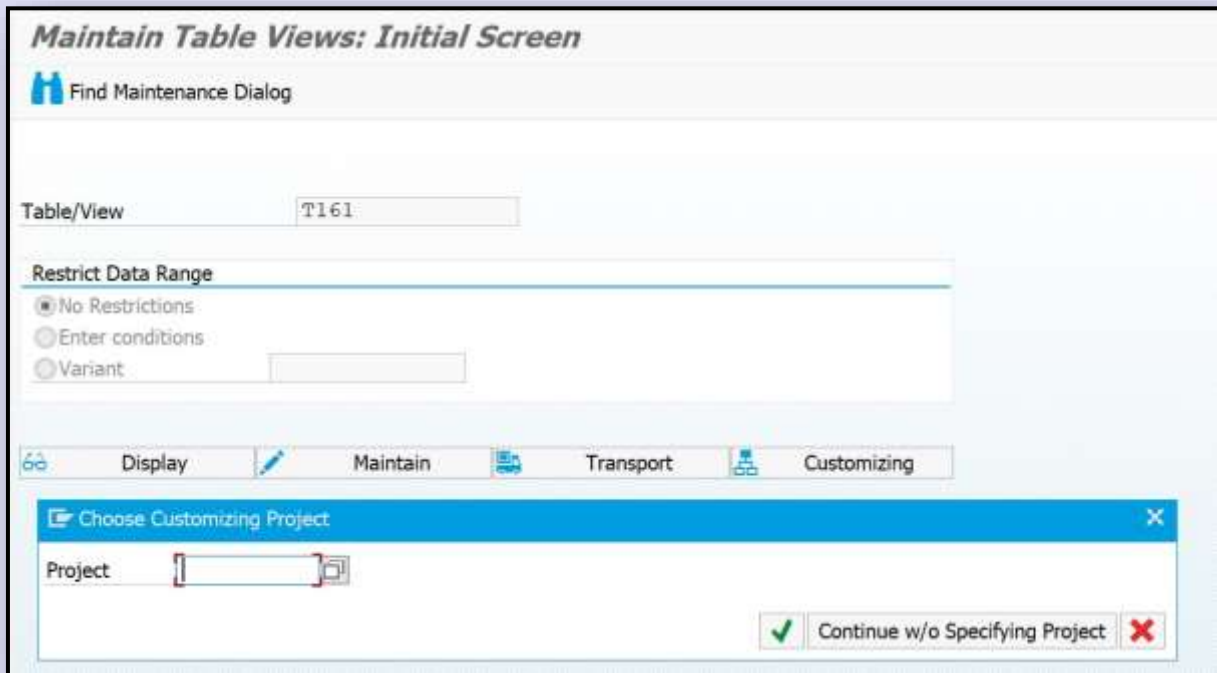 Maintain Table Views: Initial Screen
Find Maintenance Dialog
Table/View T161
Restrict Data Range
No Restrictions
Enter conditions
Variant
Display Maintain Transport Customizing
Choose Customizing Project
Project
Continue w/o Specifying Project